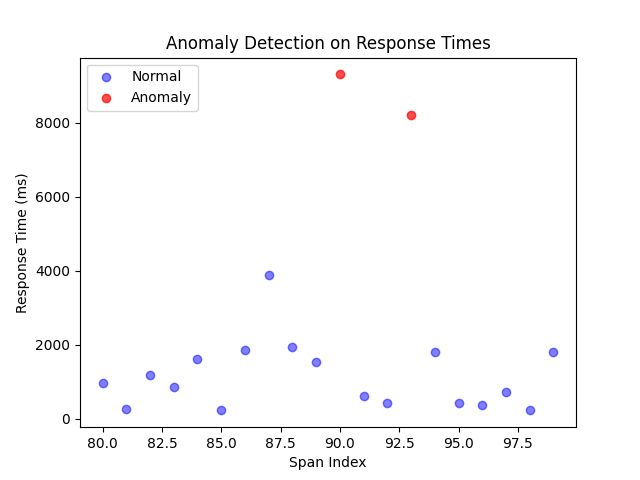 Anomaly Detection on Response Times
Normal
Anomaly
8000
6000
4000
2000
0
Response Time (ms)
80.0 82.5 85.0 87.5 90.0 92.5 95.0 97.5
Span Index